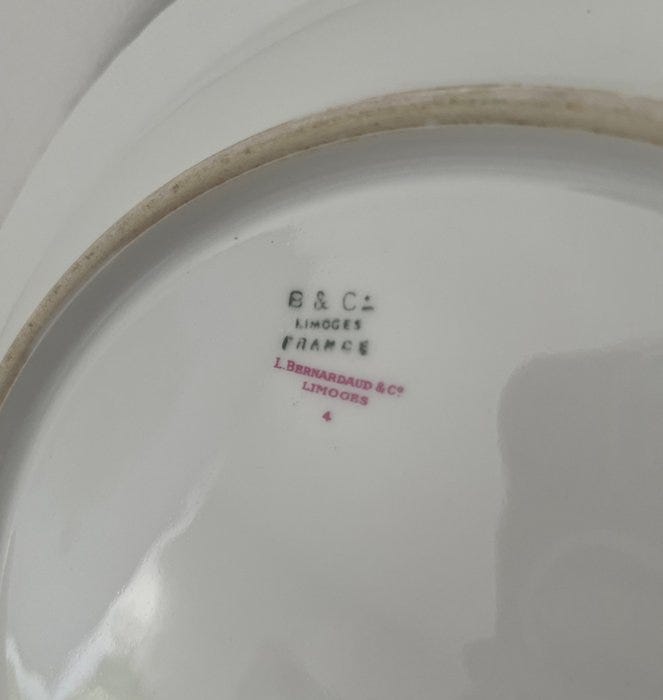 B & Cº
LIMOGES
FRANCE
L. BERNARDAUD & Cº
LIMOGES
4